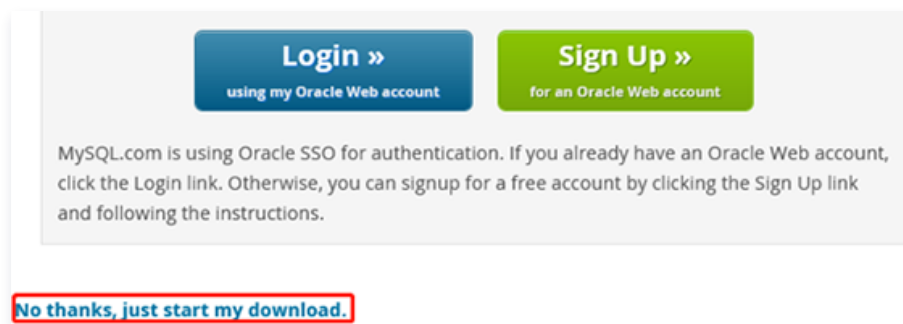 Login »
using my Oracle Web account
Sign Up »
for an Oracle Web account
MySQL.com is using Oracle SSO for authentication. If you already have an Oracle Web account,
click the Login link. Otherwise, you can signup for a free account by clicking the Sign Up link
and following the instructions.
No thanks, just start my download.